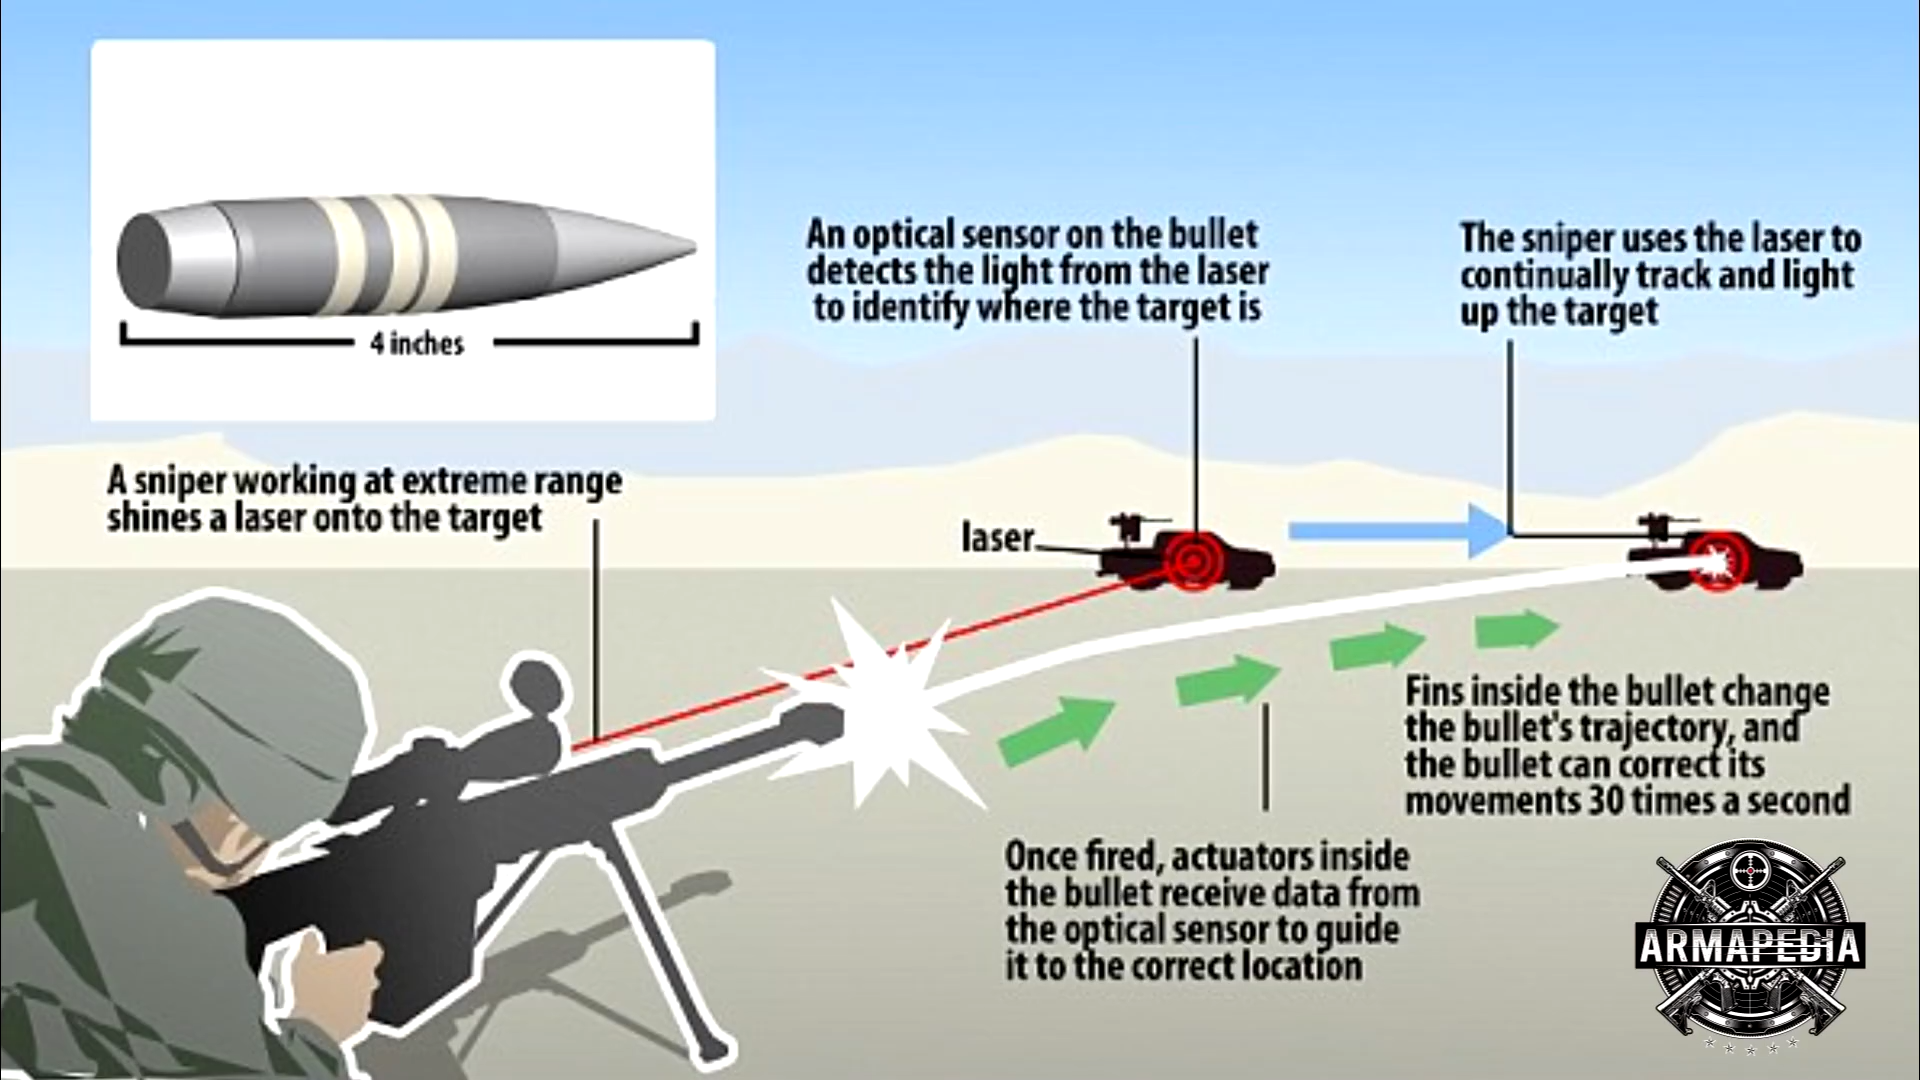 4 inches
An optical sensor on the bullet
detects the light from the laser
to identify where the target is
The sniper uses the laser to
continually track and light
up the target
A sniper working at extreme range
shines a laser onto the target
laser
Fins inside the bullet change
the bullet's trajectory, and
the bullet can correct its
movements 30 times a second
Once fired, actuators inside
the bullet receive data from
the optical sensor to guide
it to the correct location
ARMAPEDIA